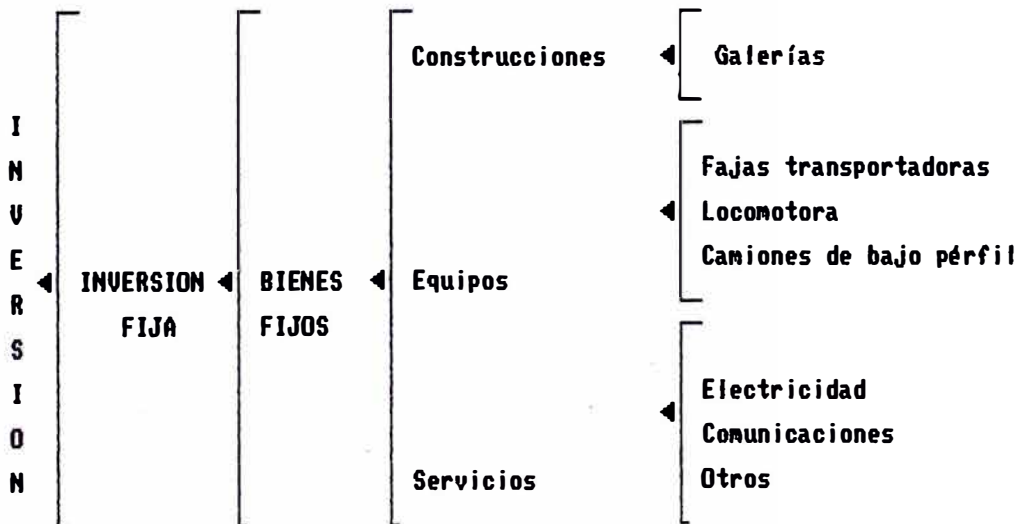 INVERSION
INVERSION FIJA
BIENES FIJOS
Construcciones
Galerías
Equipos
Fajas transportadoras
Locomotora
Camiones de bajo pérfil
Servicios
Electricidad
Comunicaciones
Otros